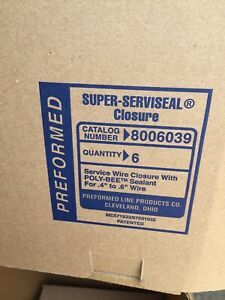 PREFORMED
SUPER-SERVISEAL®
Closure
CATALOG
NUMBER 8006039
QUANTITY 6
Service Wire Closure With
POLY-BEE™ Sealant
For .4" to .6" Wire
PREFORMED LINE PRODUCTS CO.
CLEVELAND, OHIO
PATENTED